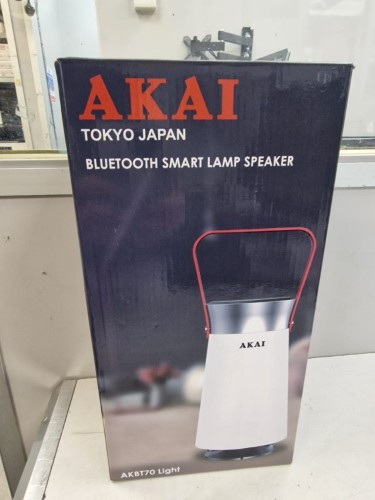 AKAI
TOKYO JAPAN
BLUETOOTH SMART LAMP SPEAKER
AKAI
AKBT70 Light